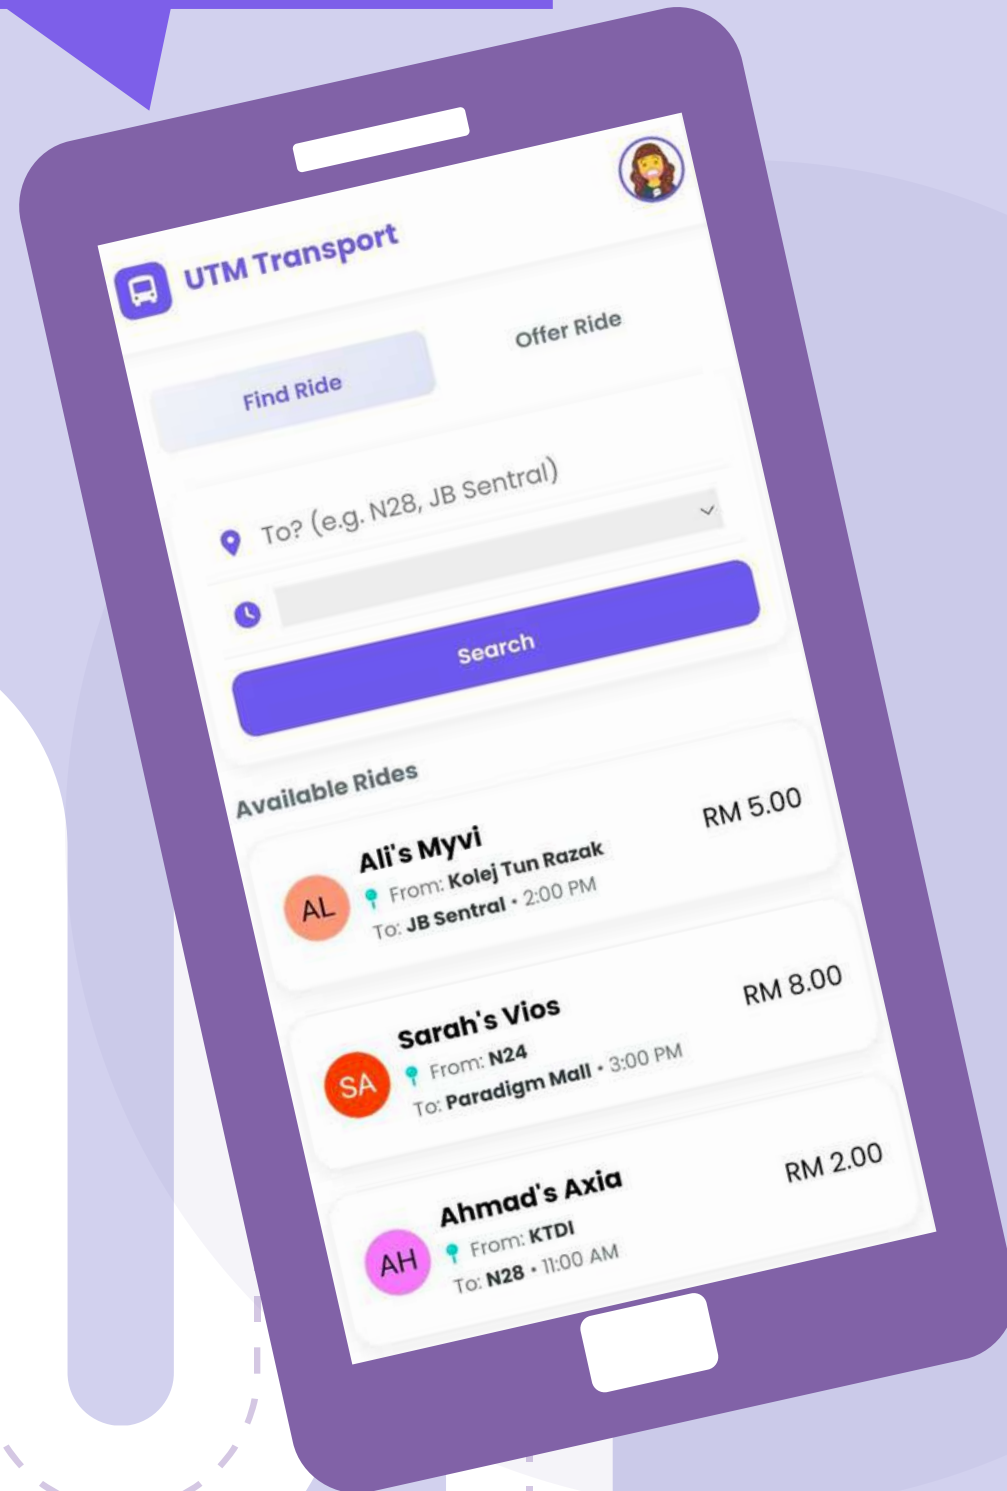 UTM Transport
Find Ride
Offer Ride
To? (e.g. N28, JB Sentral)
Search
Available Rides
AL
Ali's Myvi
From: Kolej Tun Razak
To: JB Sentral • 2:00 PM
RM 5.00
SA
Sarah's Vios
From: N24
To: Paradigm Mall • 3:00 PM
RM 8.00
AH
Ahmad's Axia
From: KTDI
To: N28 • 11:00 AM
RM 2.00